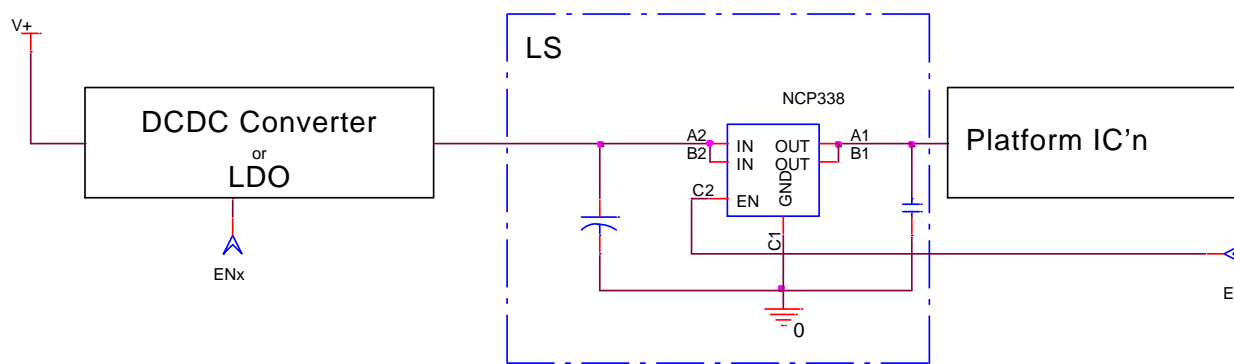 V+
LS
NCP338
DCDC Converter
or
LDO
A2 IN OUT A1
B2 IN OUT B1
C2 EN GND
C1
Platform IC'n
ENx
E
0